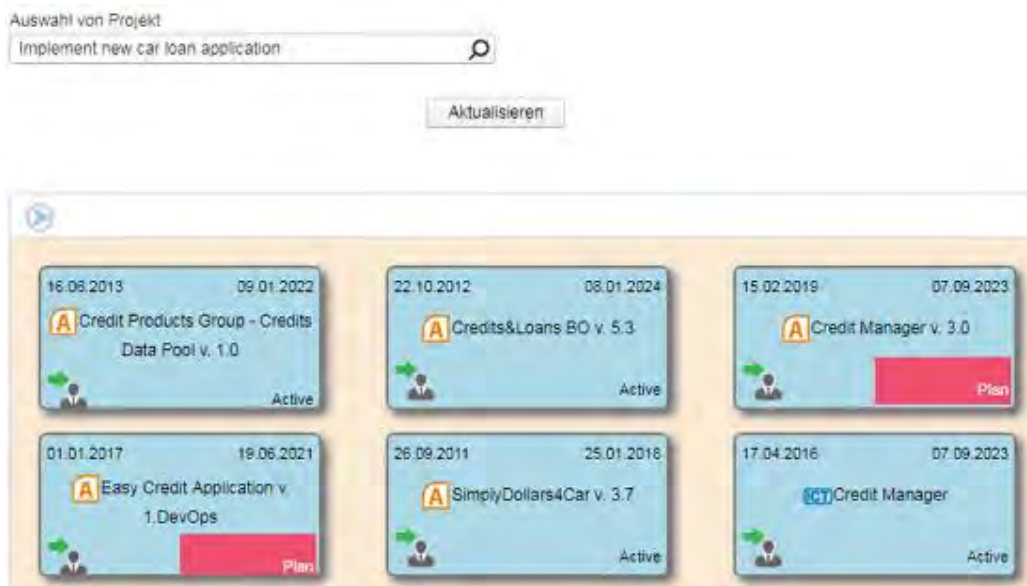 Auswahl von Projekt
Implement new car loan application
Aktualisieren
16.06.2013 09.01.2022
A Credit Products Group - Credits
Data Pool v. 1.0
Active
22.10.2012 08.01.2024
A Credits&Loans BO v. 5.3
Active
15.02.2019 07.09.2023
A Credit Manager v. 3.0
Plan
01.01.2017 19.06.2021
A Easy Credit Application v.
1.DevOps
Plan
26.09.2011 25.01.2018
A SimplyDollars4Car v. 3.7
Active
17.04.2016 07.09.2023
ICT Credit Manager
Active